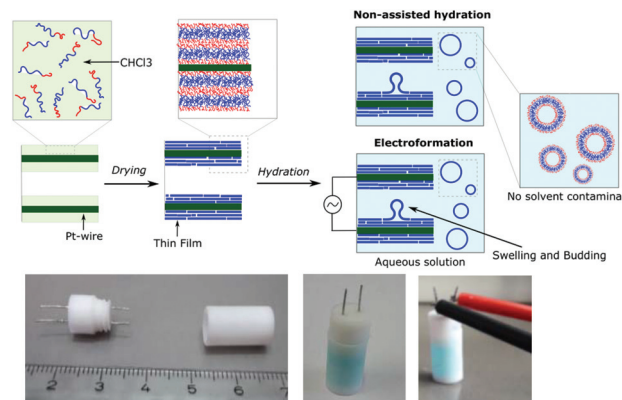 Non-assisted hydration
CHCl3
Drying
Hydration
Electroformation
No solvent contamina
Pt-wire
Thin Film
Swelling and Budding
Aqueous solution
2 3 4 5 6 7